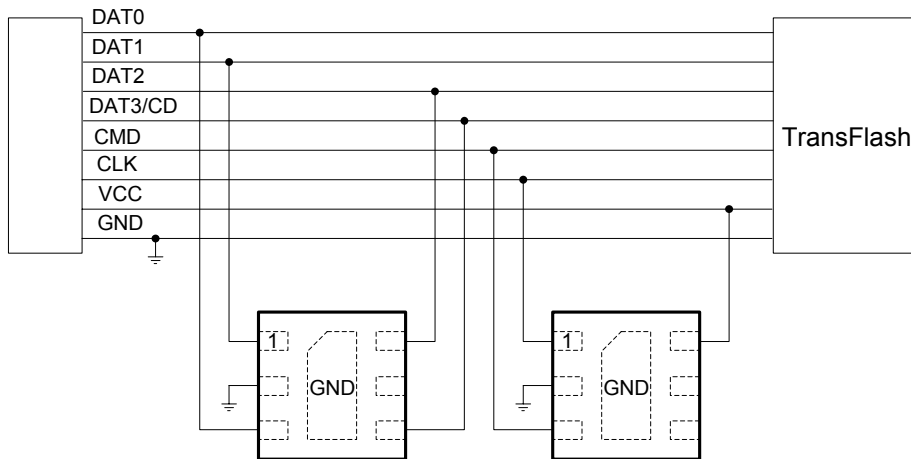 DAT0
DAT1
DAT2
DAT3/CD
CMD
CLK
VCC
GND
TransFlash
1
GND
1
GND